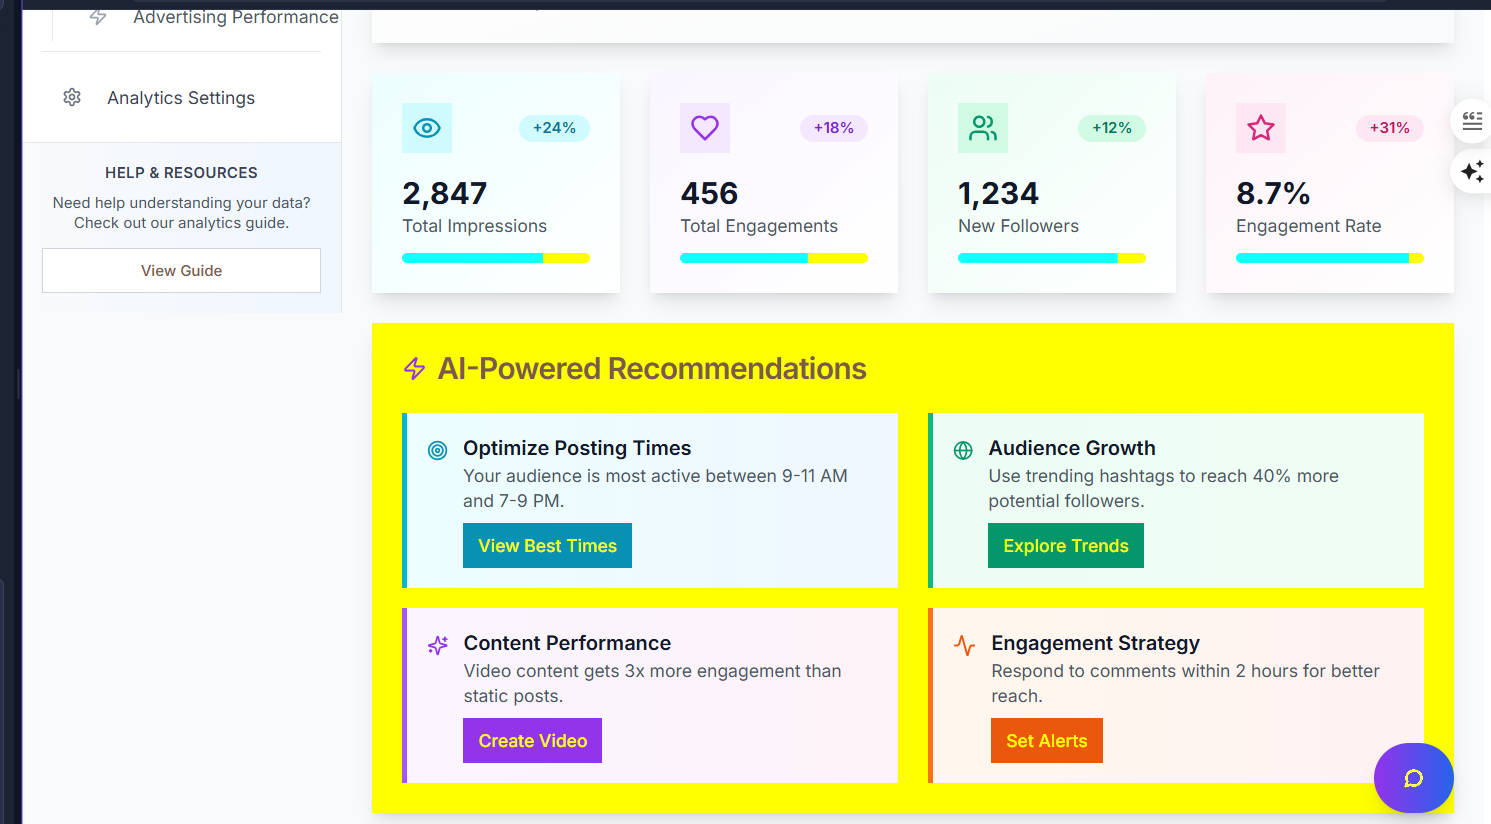 Advertising Performance
Analytics Settings
HELP & RESOURCES
Need help understanding your data?
Check out our analytics guide.
View Guide
+24%
2,847
Total Impressions
+18%
456
Total Engagements
+12%
1,234
New Followers
+31%
8.7%
Engagement Rate
AI-Powered Recommendations
Optimize Posting Times
Your audience is most active between 9-11 AM
and 7-9 PM.
View Best Times
Audience Growth
Use trending hashtags to reach 40% more
potential followers.
Explore Trends
Content Performance
Video content gets 3x more engagement than
static posts.
Create Video
Engagement Strategy
Respond to comments within 2 hours for better
reach.
Set Alerts